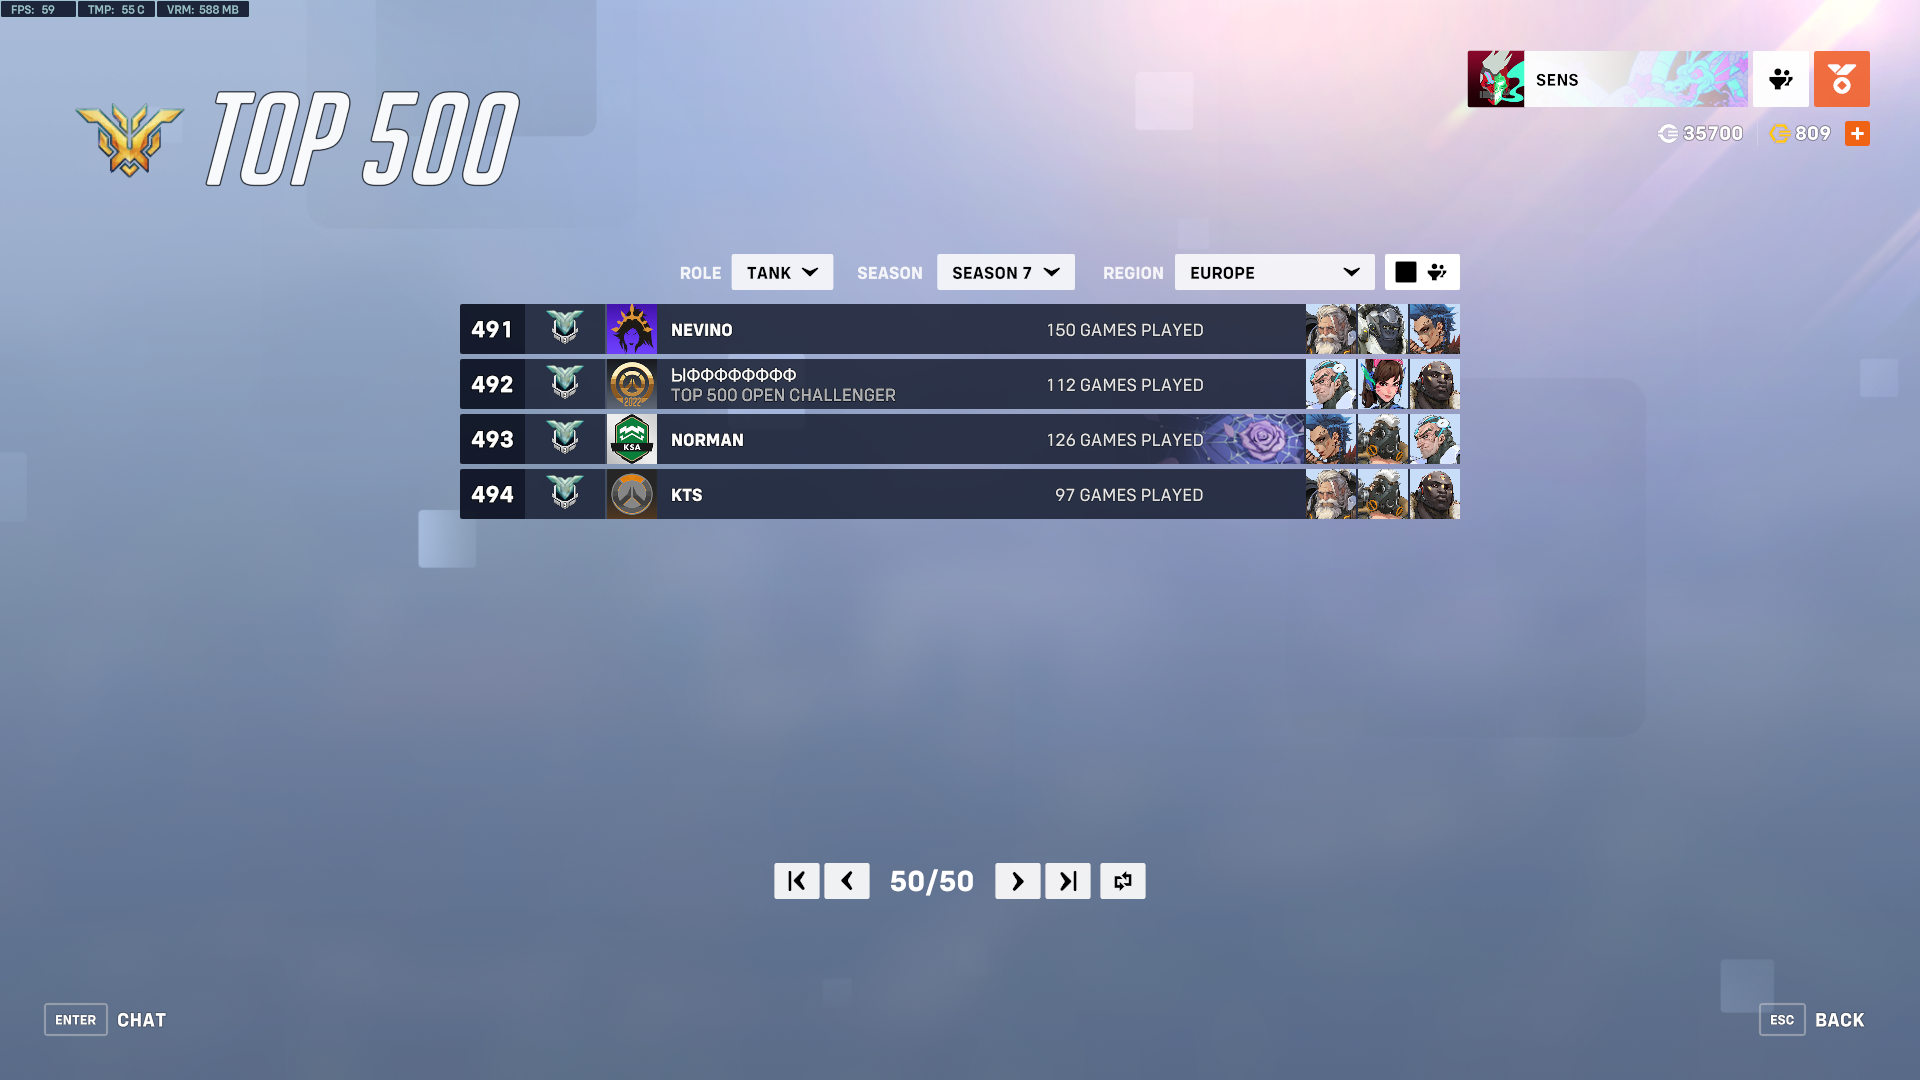 FPS: 59 TMP: 55 C VRM: 588 MB
TOP 500
SENS
35700 809
ROLE TANK SEASON SEASON 7 REGION EUROPE
491 NEVINO 150 GAMES PLAYED
492 ЫФФФФФФФФФ 112 GAMES PLAYED
TOP 500 OPEN CHALLENGER
2022
493 KSA NORMAN 126 GAMES PLAYED
494 KTS 97 GAMES PLAYED
50/50
ENTER CHAT
ESC BACK